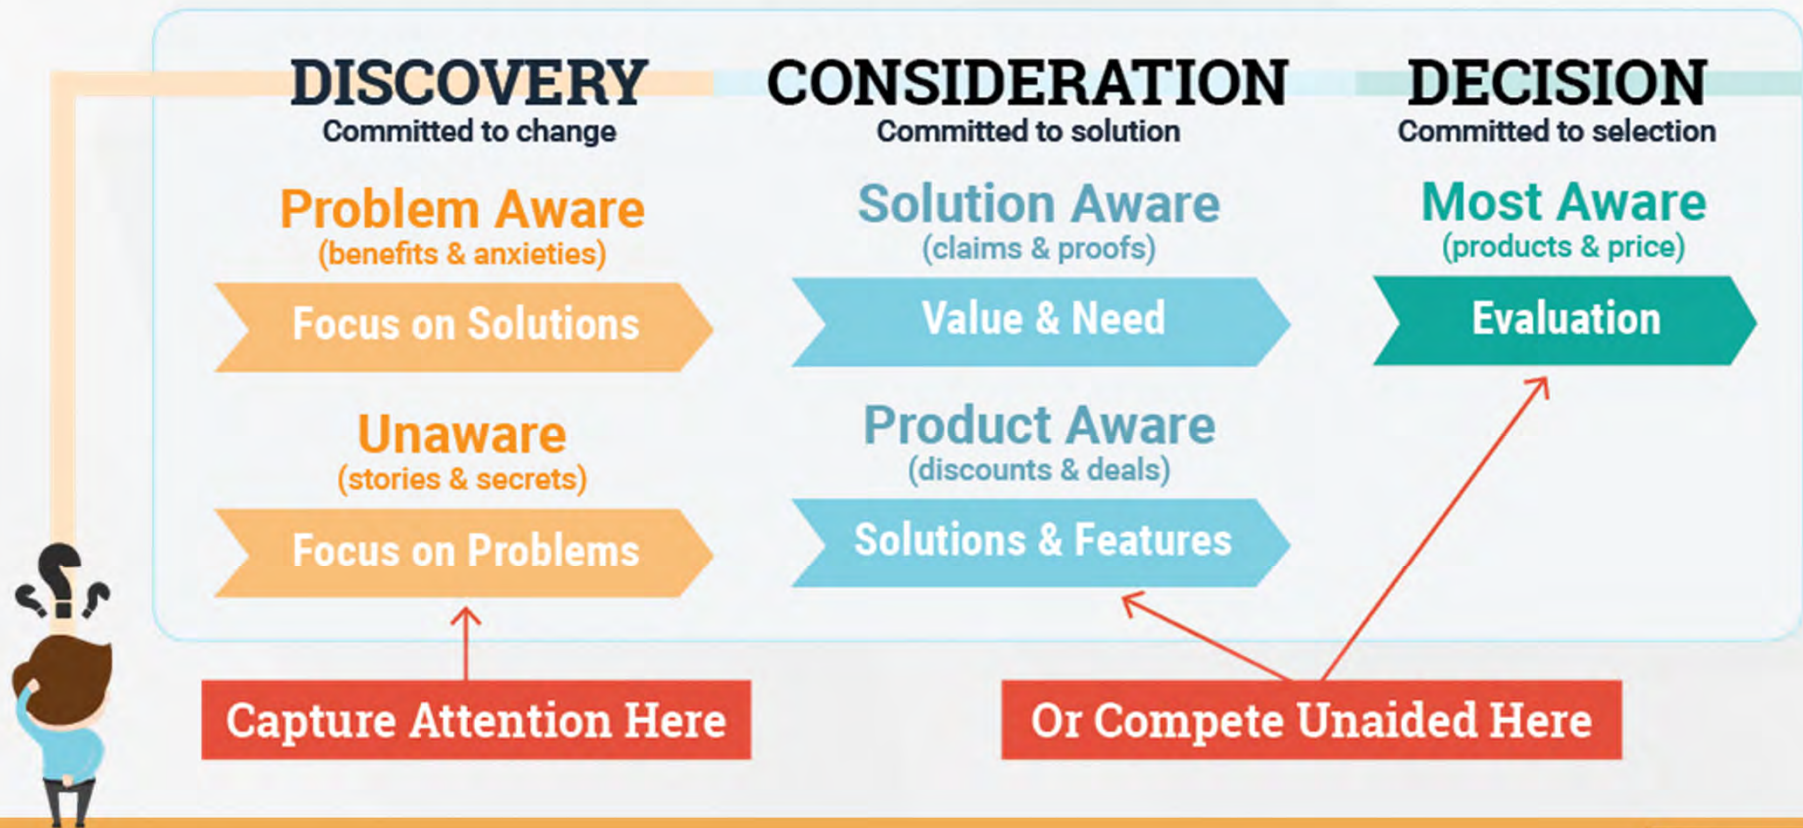 DISCOVERY
Committed to change
Problem Aware
(benefits & anxieties)
Focus on Solutions
Unaware
(stories & secrets)
Focus on Problems
Capture Attention Here
CONSIDERATION
Committed to solution
Solution Aware
(claims & proofs)
Value & Need
Product Aware
(discounts & deals)
Solutions & Features
DECISION
Committed to selection
Most Aware
(products & price)
Evaluation
Or Compete Unaided Here
???